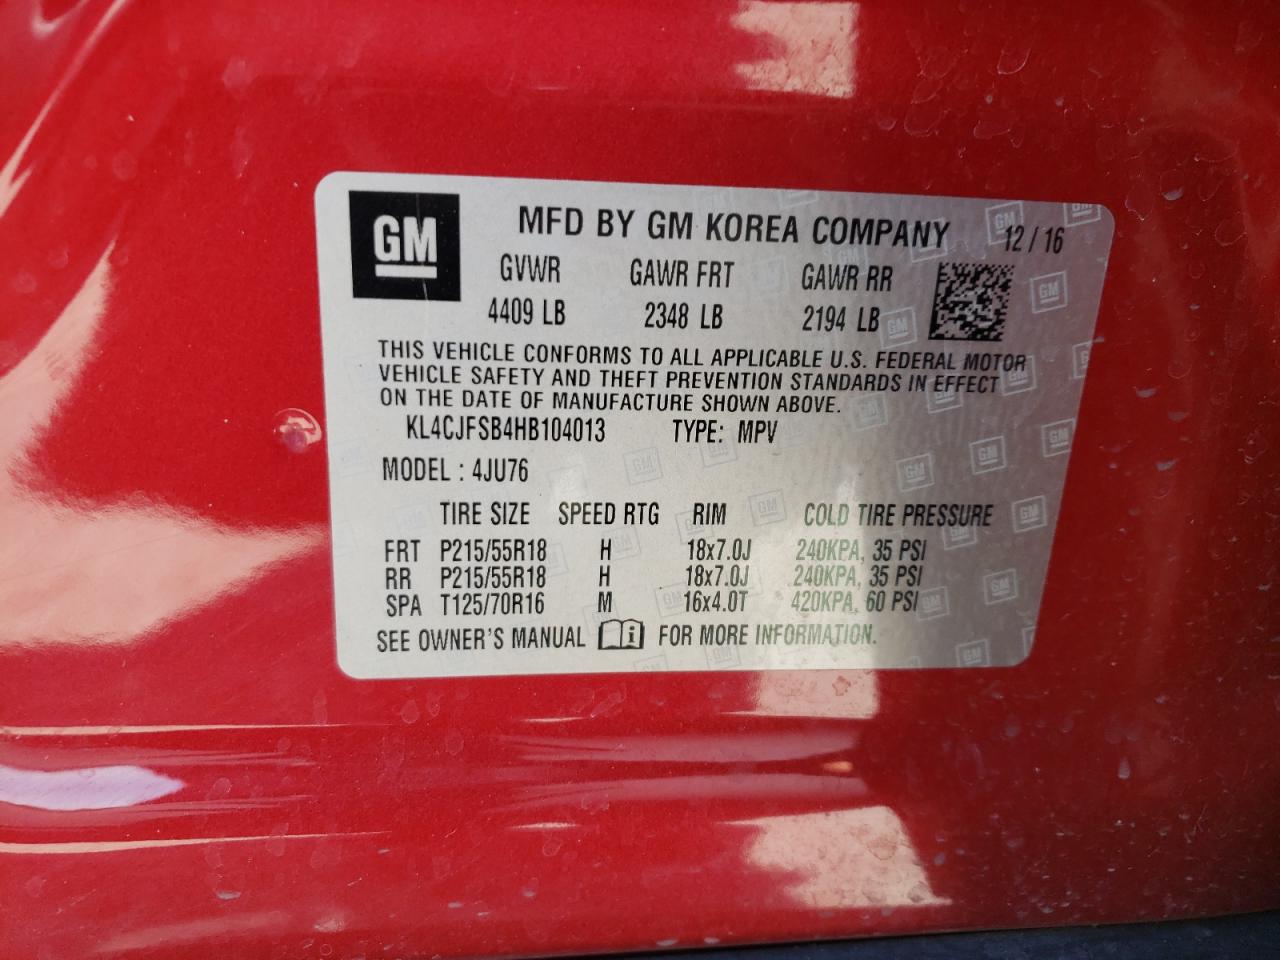 GM
MFD BY GM KOREA COMPANY 12 / 16
GVWR GAWR FRT GAWR RR
4409 LB 2348 LB 2194 LB
THIS VEHICLE CONFORMS TO ALL APPLICABLE U.S. FEDERAL MOTOR
VEHICLE SAFETY AND THEFT PREVENTION STANDARDS IN EFFECT
ON THE DATE OF MANUFACTURE SHOWN ABOVE.
KL4CJFSB4HB104013 TYPE: MPV
MODEL : 4JU76
TIRE SIZE SPEED RTG RIM COLD TIRE PRESSURE
FRT P215/55R18 H 18x7.0J 240KPA, 35 PSI
RR P215/55R18 H 18x7.0J 240KPA, 35 PSI
SPA T125/70R16 M 16x4.0T 420KPA, 60 PSI
SEE OWNER'S MANUAL FOR MORE INFORMATION.